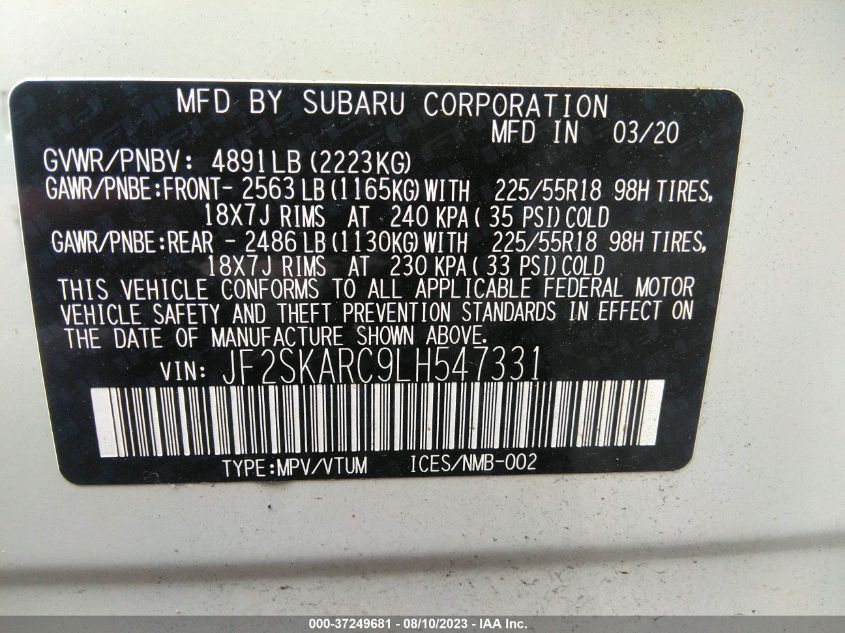 MFD BY SUBARU CORPORATION
MFD IN 03/20
GVWR/PNBV: 4891LB (2223KG)
GAWR/PNBE:FRONT- 2563 LB (1165KG) WITH 225/55R18 98H TIRES,
18X7J RIMS AT 240 KPA ( 35 PSI) COLD
GAWR/PNBE:REAR - 2486 LB (1130KG) WITH 225/55R18 98H TIRES,
18X7J RIMS AT 230 KPA ( 33 PSI) COLD
THIS VEHICLE CONFORMS TO ALL APPLICABLE FEDERAL MOTOR
VEHICLE SAFETY AND THEFT PREVENTION STANDARDS IN EFFECT ON
THE DATE OF MANUFACTURE SHOWN ABOVE.
VIN: JF2SKARC9LH547331
TYPE:MPV/VTUM ICES/NMB-002
000-37249681 - 08/10/2023 - IAA Inc.